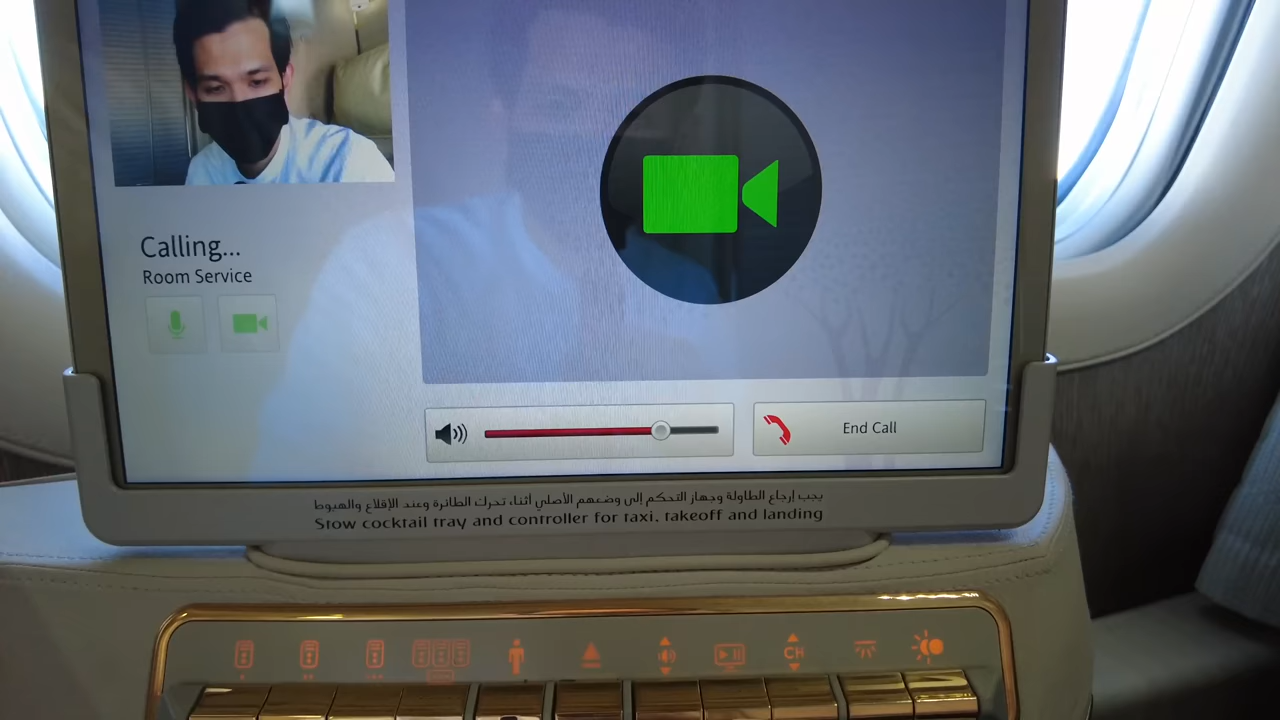 Calling...
Room Service
End Call
يجب إرجاع الطاولة وجهاز التحكم إلى وضعهم الأصلي أثناء تحرك الطائرة وعند الإقلاع والهبوط
Stow cocktail tray and controller for taxi, takeoff and landing
CH